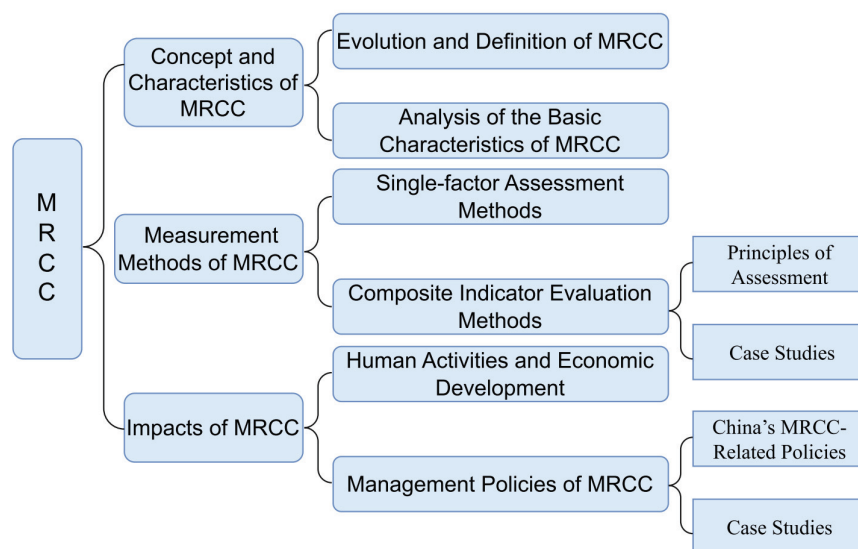 M
R
C
C
Concept and
Characteristics of
MRCC
Evolution and Definition of MRCC
Analysis of the Basic
Characteristics of MRCC
Measurement
Methods of MRCC
Single-factor Assessment
Methods
Composite Indicator Evaluation
Methods
Principles of
Assessment
Case Studies
Impacts of MRCC
Human Activities and Economic
Development
Management Policies of MRCC
China’s MRCC-
Related Policies
Case Studies